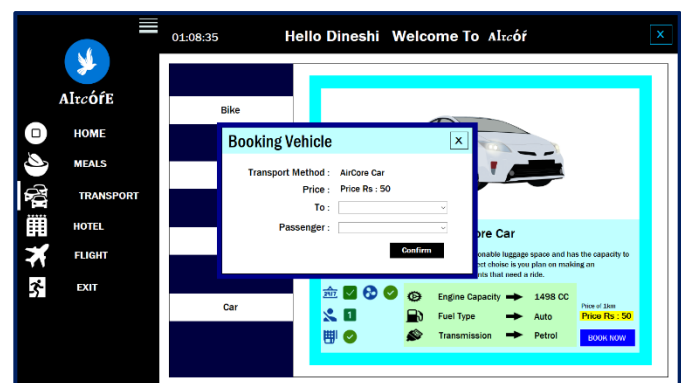 01:08:35
Hello Dineshi Welcome To AIrcóŕ
X
AIrcóŕE
HOME
MEALS
TRANSPORT
HOTEL
FLIGHT
EXIT
Bike
Car
Booking Vehicle
X
Transport Method : AirCore Car
Price : Price Rs : 50
To :
Passenger :
Confirm
ore Car
onable luggage space and has the capacity to
ect choise is you plan on making an
nts that need a ride.
1
Engine Capacity 1498 CC
Fuel Type Auto
Transmission Petrol
Price of 1km
Price Rs : 50
BOOK NOW